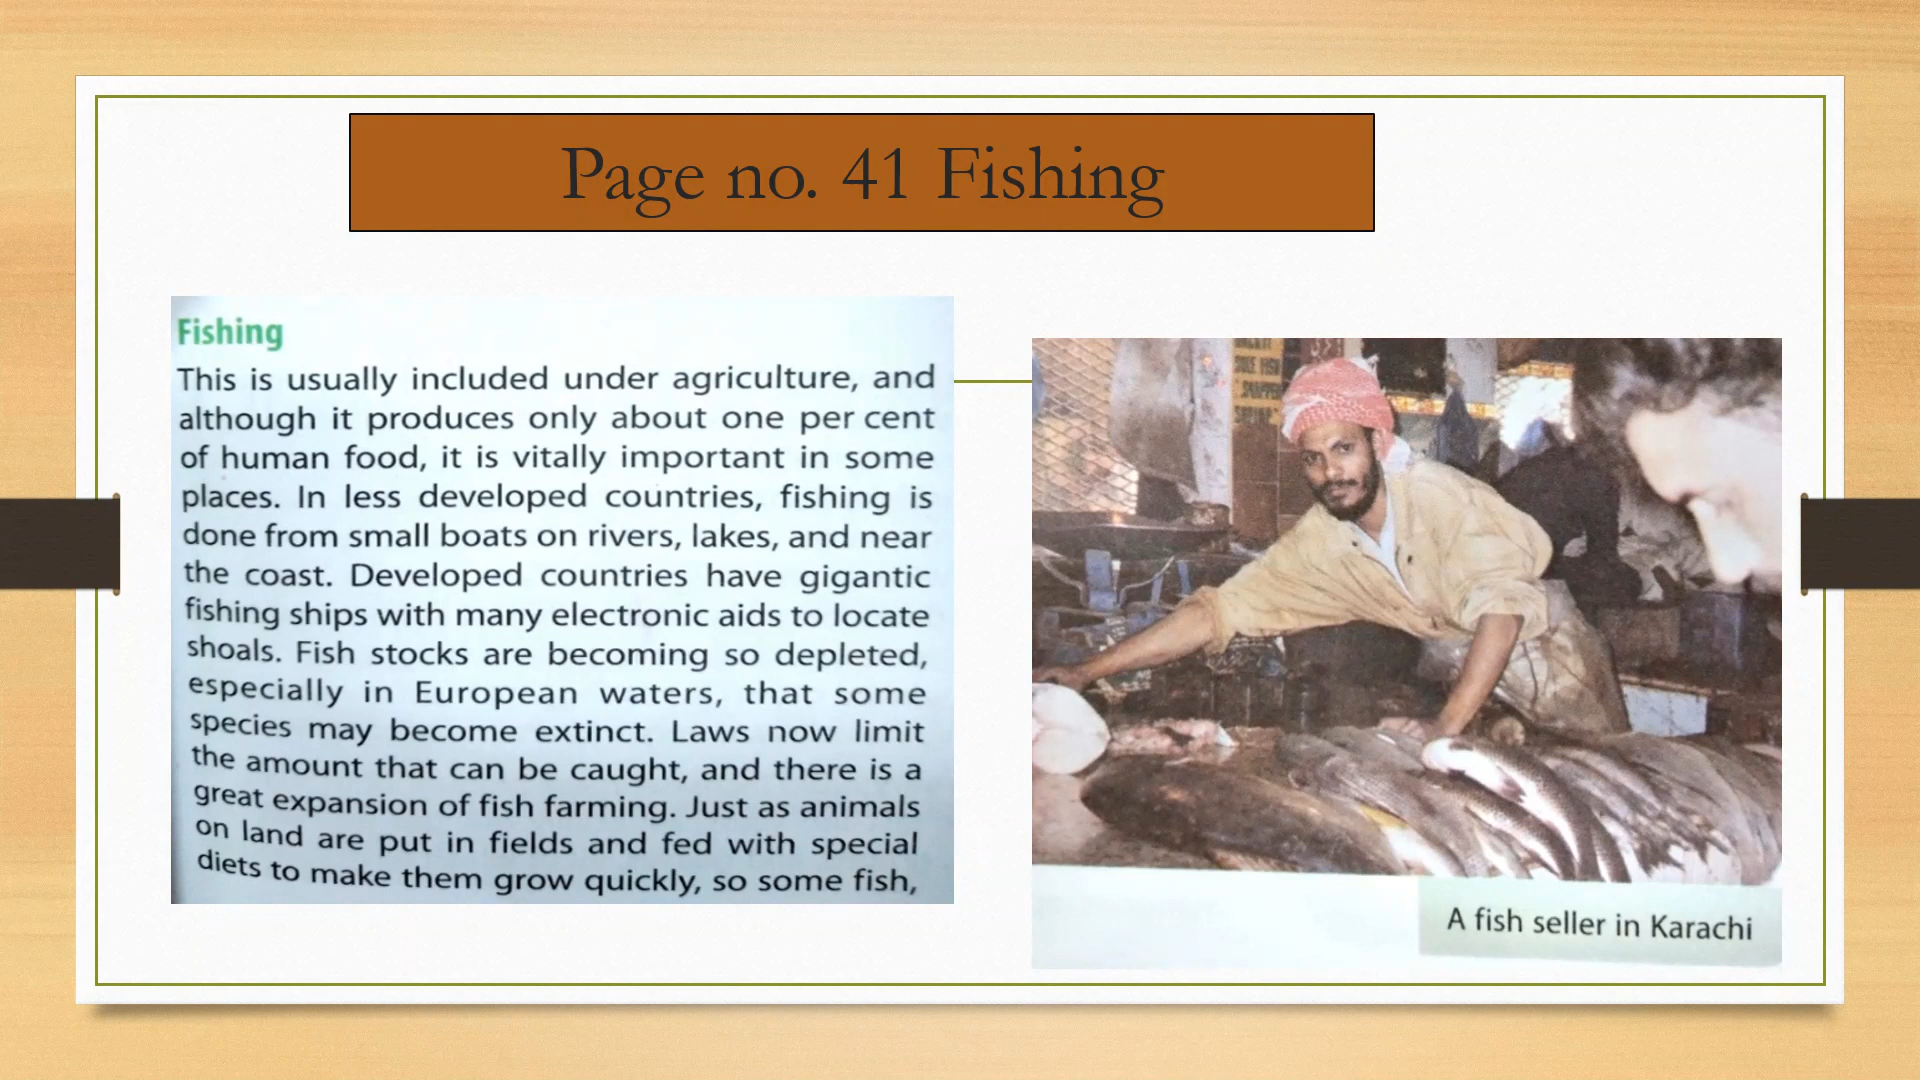 Page no. 41 Fishing
Fishing
This is usually included under agriculture, and
although it produces only about one per cent
of human food, it is vitally important in some
places. In less developed countries, fishing is
done from small boats on rivers, lakes, and near
the coast. Developed countries have gigantic
fishing ships with many electronic aids to locate
shoals. Fish stocks are becoming so depleted,
especially in European waters, that some
species may become extinct. Laws now limit
the amount that can be caught, and there is a
great expansion of fish farming. Just as animals
on land are put in fields and fed with special
diets to make them grow quickly, so some fish,
A fish seller in Karachi